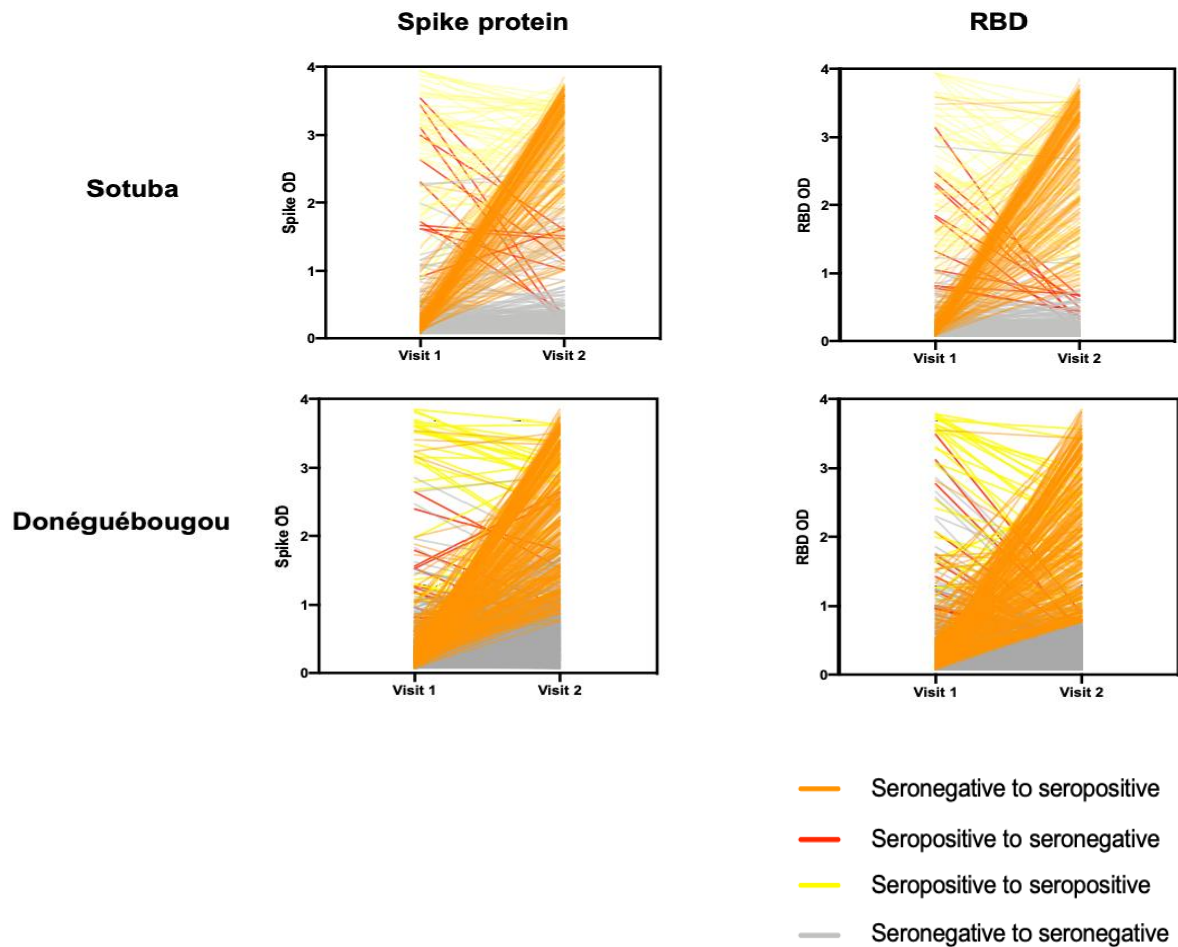 Spike protein
RBD
Sotuba
Spike OD
4
3
2
1
0
Visit 1
Visit 2
RBD OD
4
3
2
1
0
Visit 1
Visit 2
Donéguébougou
Spike OD
4
3
2
1
0
Visit 1
Visit 2
RBD OD
4
3
2
1
0
Visit 1
Visit 2
Seronegative to seropositive
Seropositive to seronegative
Seropositive to seropositive
Seronegative to seronegative